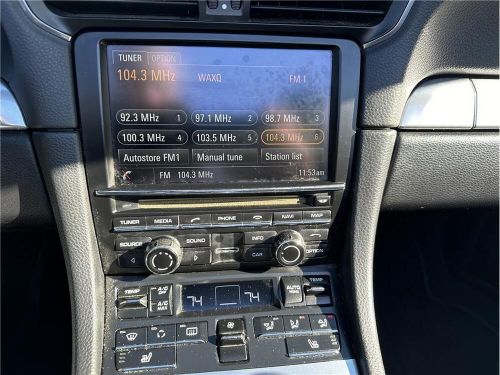 TUNER OPTION
104.3 MHz WAXQ FM 1
92.3 MHz 1 97.1 MHz 2 98.7 MHz 3
100.3 MHz 4 103.5 MHz 5 104.3 MHz 6
Autostore FM1 Manual tune Station list
FM 104.3 MHz 11:53AM
TUNER MEDIA PHONE NAVI MAP
SOURCE SOUND INFO
CAR OPTION
TEMP A/C OFF 74 74 AUTO MONO TEMP
A/C MAX